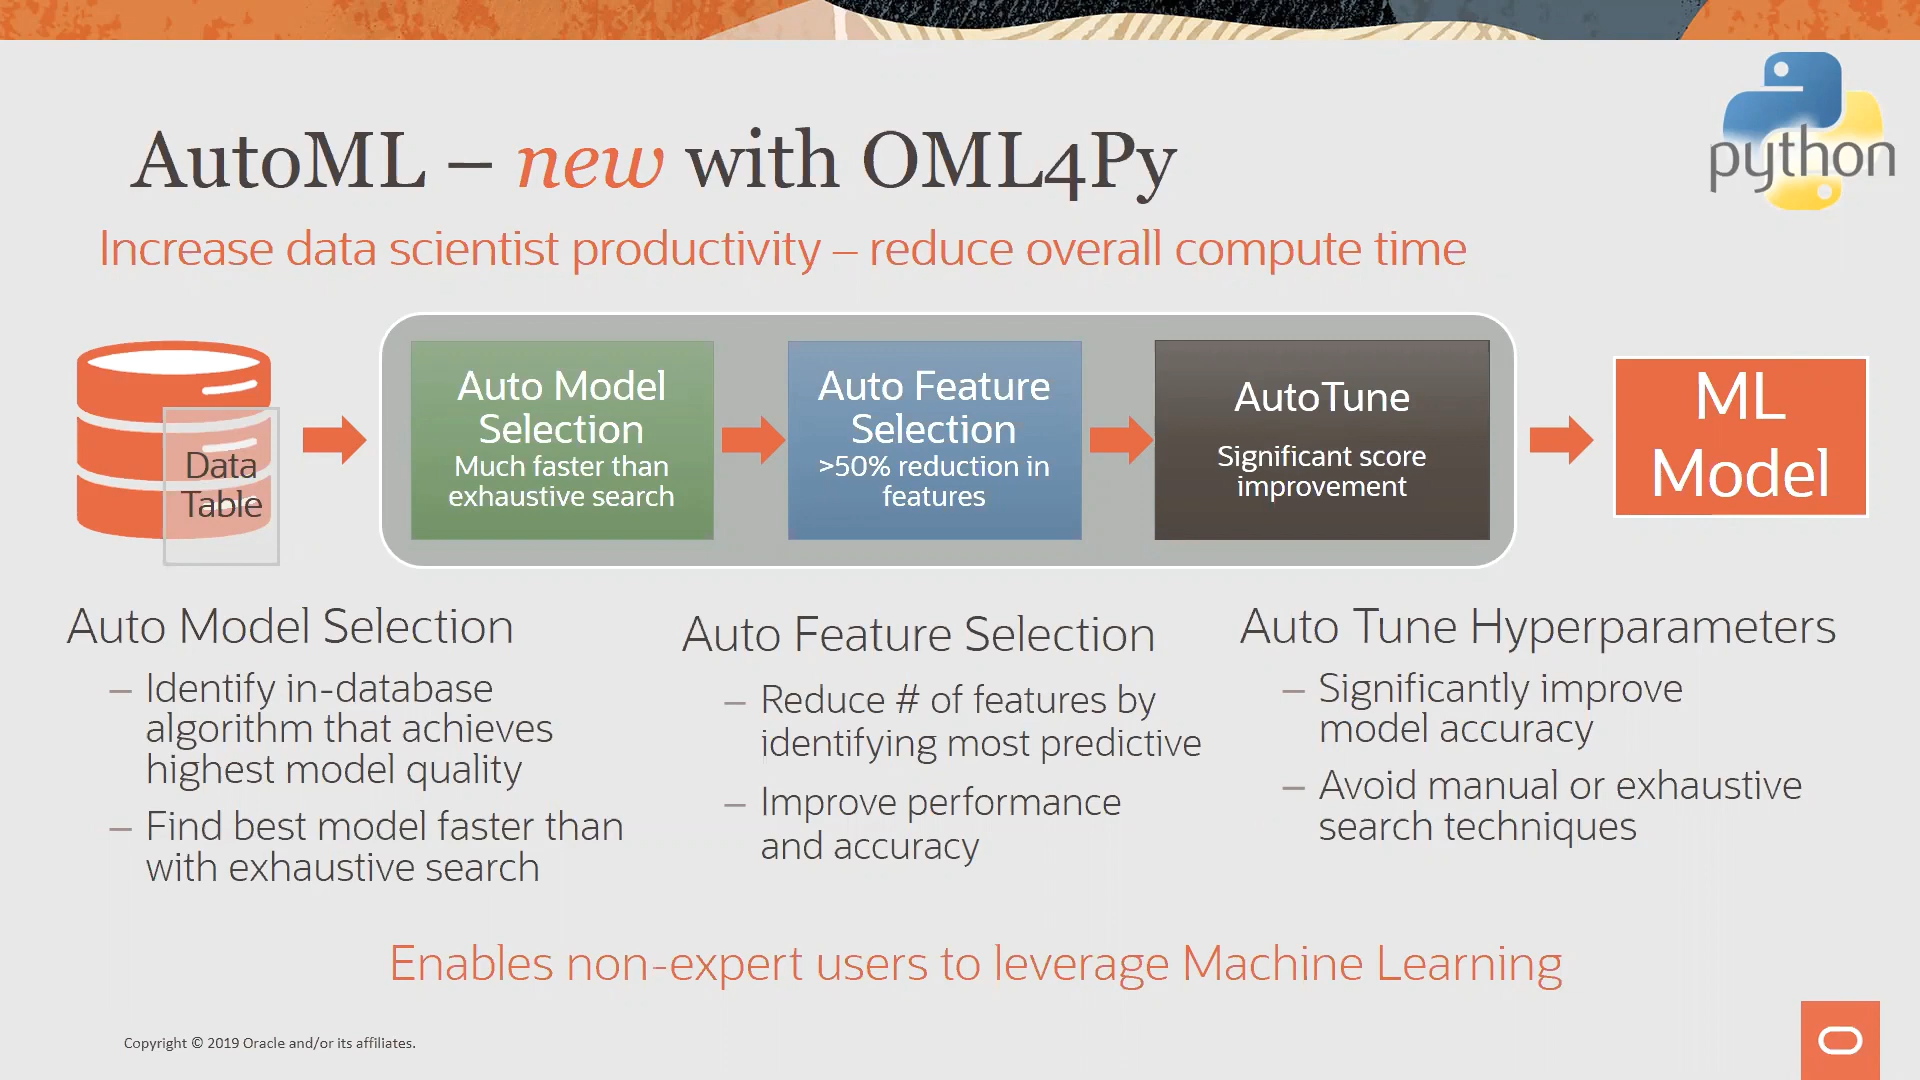 python
AutoML – new with OML4Py
Increase data scientist productivity – reduce overall compute time
Data
Table
Auto Model
Selection
Much faster than
exhaustive search
Auto Feature
Selection
>50% reduction in
features
AutoTune
Significant score
improvement
ML
Model
Auto Model Selection
– Identify in-database
algorithm that achieves
highest model quality
– Find best model faster than
with exhaustive search
Auto Feature Selection
– Reduce # of features by
identifying most predictive
– Improve performance
and accuracy
Auto Tune Hyperparameters
– Significantly improve
model accuracy
– Avoid manual or exhaustive
search techniques
Enables non-expert users to leverage Machine Learning
Copyright © 2019 Oracle and/or its affiliates.